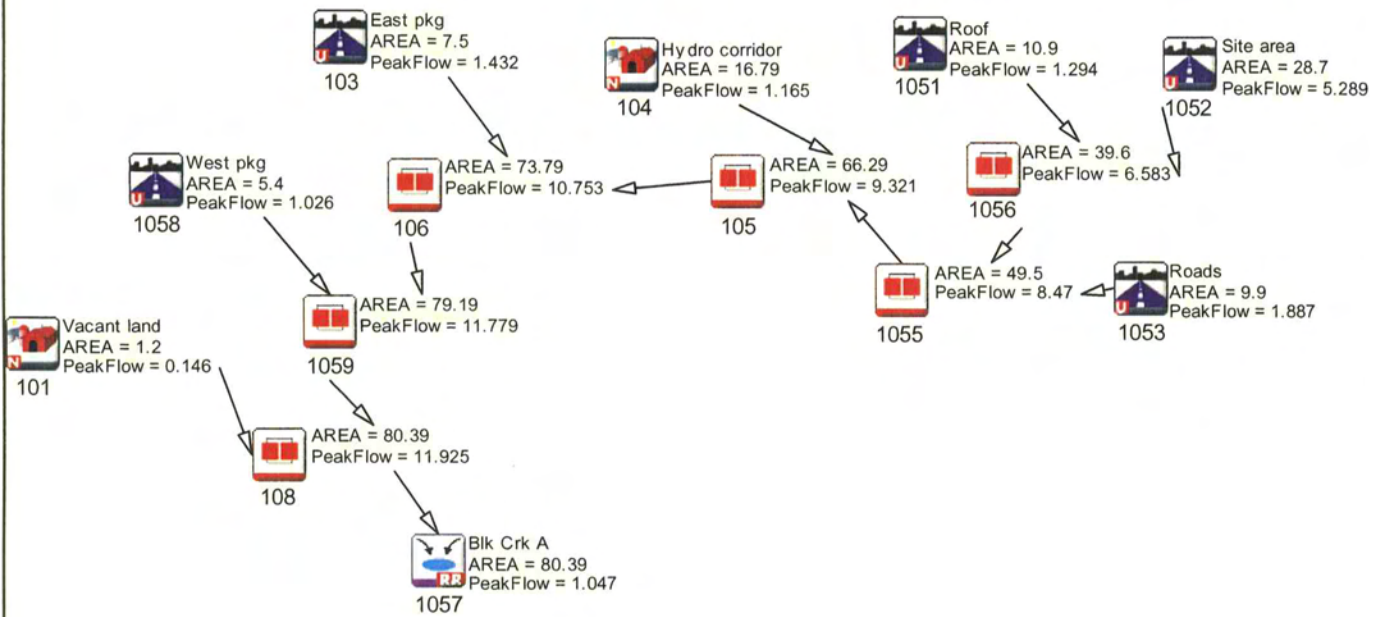 East pkg
AREA = 7.5
PeakFlow = 1.432
U
103
Hydro corridor
AREA = 16.79
PeakFlow = 1.165
N
104
Roof
AREA = 10.9
PeakFlow = 1.294
U
1051
Site area
AREA = 28.7
PeakFlow = 5.289
U
1052
West pkg
AREA = 5.4
PeakFlow = 1.026
U
1058
AREA = 73.79
PeakFlow = 10.753
106
AREA = 66.29
PeakFlow = 9.321
105
AREA = 39.6
PeakFlow = 6.583
1056
AREA = 49.5
PeakFlow = 8.47
1055
Roads
AREA = 9.9
PeakFlow = 1.887
U
1053
AREA = 79.19
PeakFlow = 11.779
1059
Vacant land
AREA = 1.2
PeakFlow = 0.146
N
101
AREA = 80.39
PeakFlow = 11.925
108
Blk Crk A
AREA = 80.39
PeakFlow = 1.047
RR
1057